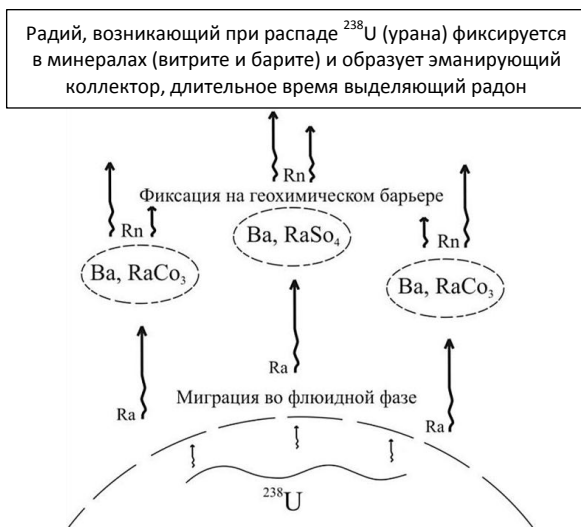 Радий, возникающий при распаде ²³⁸U (урана) фиксируется
в минералах (витрите и барите) и образует эманирующий
коллектор, длительное время выделяющий радон
Rn
Фиксация на геохимическом барьере
Rn
Rn
Ba, RaSo₄
Ba, RaCo₃
Ba, RaCo₃
Ra
Миграция во флюидной фазе
Ra
Ra
²³⁸U